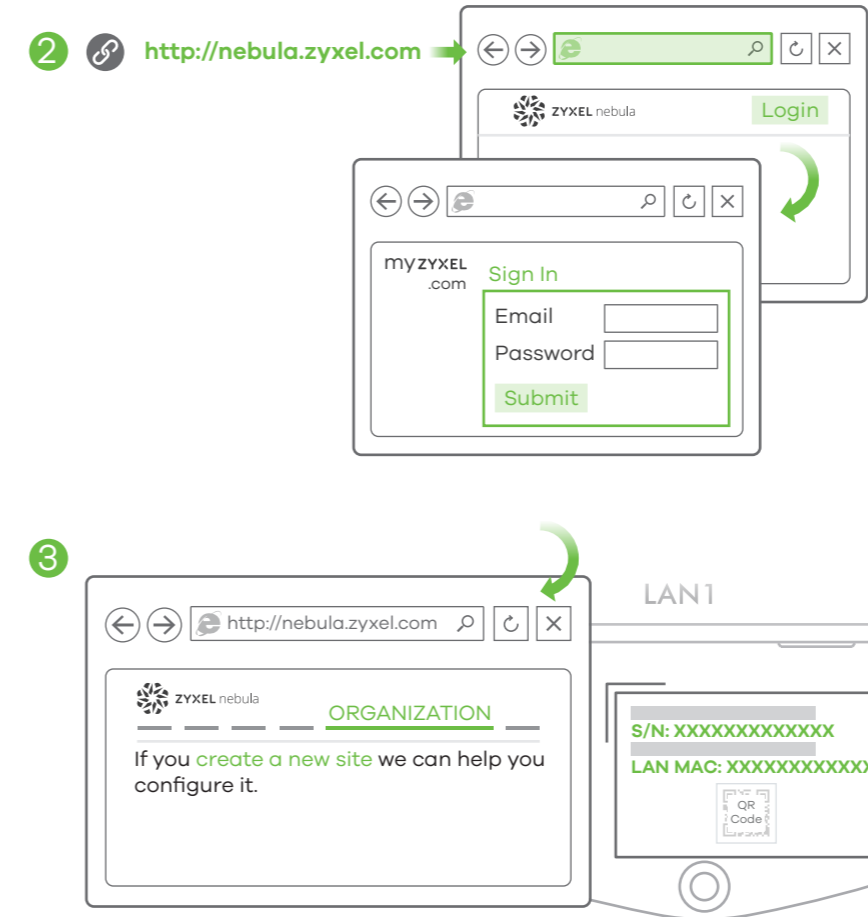 2 http://nebula.zyxel.com
ZYXEL nebula Login
myZYXEL
.com
Sign In
Email
Password
Submit
3
http://nebula.zyxel.com
ZYXEL nebula
ORGANIZATION
If you create a new site we can help you
configure it.
LAN1
S/N: XXXXXXXXXXXXX
LAN MAC: XXXXXXXXXXXX
QR
Code